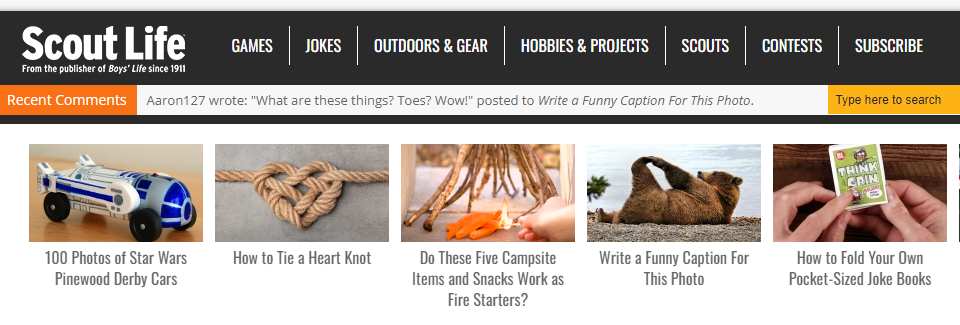 Scout Life
From the publisher of Boys' Life since 1911
GAMES
JOKES
OUTDOORS & GEAR
HOBBIES & PROJECTS
SCOUTS
CONTESTS
SUBSCRIBE
Recent Comments
Aaron127 wrote: "What are these things? Toes? Wow!" posted to Write a Funny Caption For This Photo.
Type here to search
BL
THINK
& GRIN
100 Photos of Star Wars
Pinewood Derby Cars
How to Tie a Heart Knot
Do These Five Campsite
Items and Snacks Work as
Fire Starters?
Write a Funny Caption For
This Photo
How to Fold Your Own
Pocket-Sized Joke Books